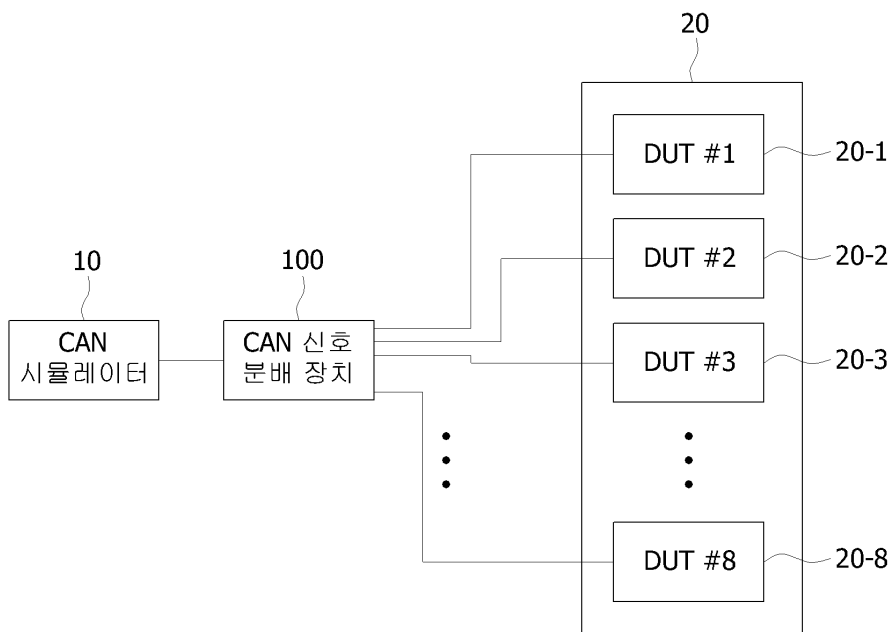 20
DUT #1
20-1
DUT #2
20-2
10
100
CAN
시뮬레이터
CAN 신호
분배 장치
DUT #3
20-3
DUT #8
20-8